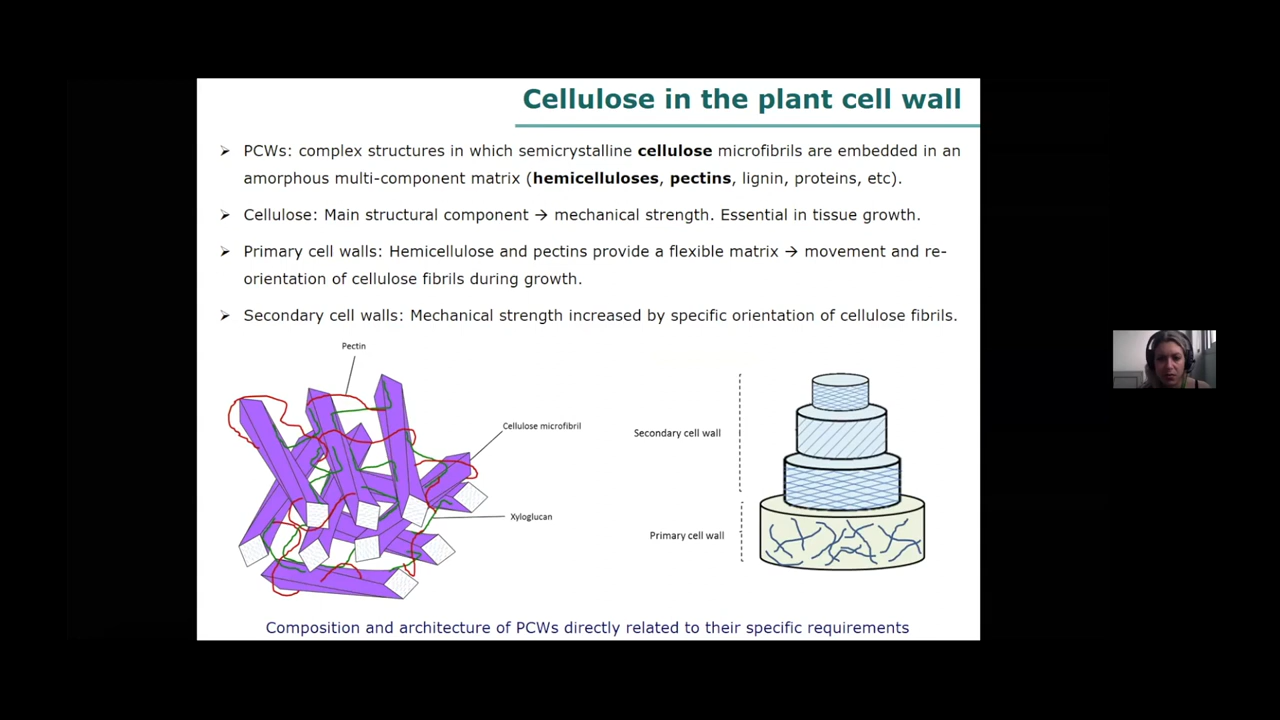 Cellulose in the plant cell wall
➢ PCWs: complex structures in which semicrystalline cellulose microfibrils are embedded in an
amorphous multi-component matrix (hemicelluloses, pectins, lignin, proteins, etc).
➢ Cellulose: Main structural component → mechanical strength. Essential in tissue growth.
➢ Primary cell walls: Hemicellulose and pectins provide a flexible matrix → movement and re-
orientation of cellulose fibrils during growth.
➢ Secondary cell walls: Mechanical strength increased by specific orientation of cellulose fibrils.
Pectin
Cellulose microfibril
Xyloglucan
Secondary cell wall
Primary cell wall
Composition and architecture of PCWs directly related to their specific requirements